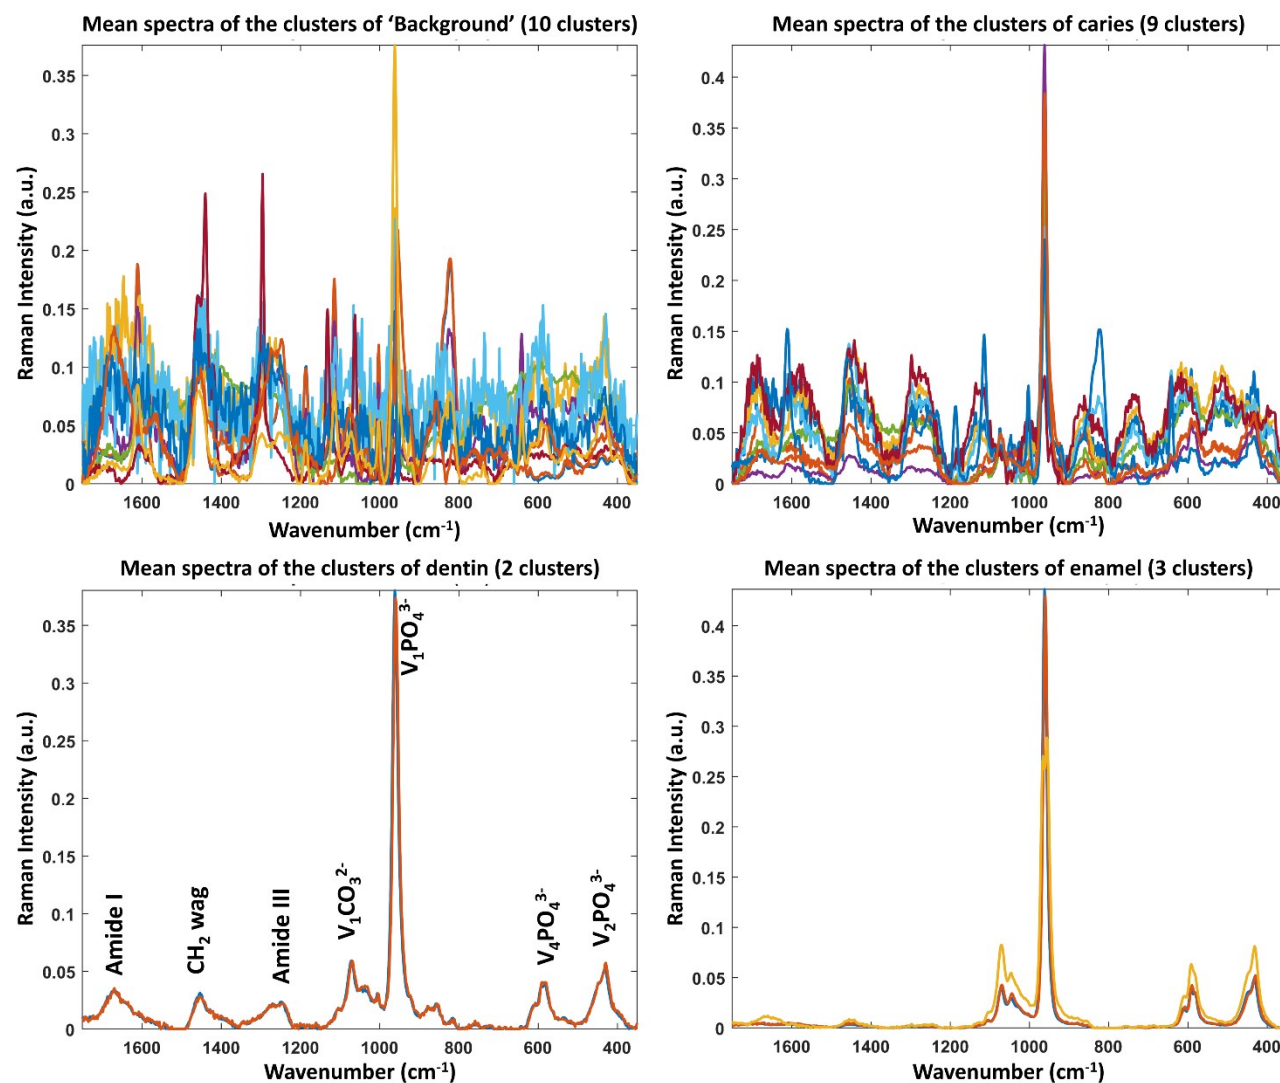 Mean spectra of the clusters of ‘Background’ (10 clusters)
Raman Intensity (a.u.)
0.35
0.3
0.25
0.2
0.15
0.1
0.05
0
1600 1400 1200 1000 800 600 400
Wavenumber (cm-1)
Mean spectra of the clusters of caries (9 clusters)
Raman Intensity (a.u.)
0.4
0.35
0.3
0.25
0.2
0.15
0.1
0.05
0
1600 1400 1200 1000 800 600 400
Wavenumber (cm-1)
Mean spectra of the clusters of dentin (2 clusters)
Raman Intensity (a.u.)
0.35
0.3
0.25
0.2
0.15
0.1
0.05
0
Amide I
CH2 wag
Amide III
V1CO3 2-
V1PO4 3-
V4PO4 3-
V2PO4 3-
1600 1400 1200 1000 800 600 400
Wavenumber (cm-1)
Mean spectra of the clusters of enamel (3 clusters)
Raman Intensity (a.u.)
0.4
0.35
0.3
0.25
0.2
0.15
0.1
0.05
0
1600 1400 1200 1000 800 600 400
Wavenumber (cm-1)